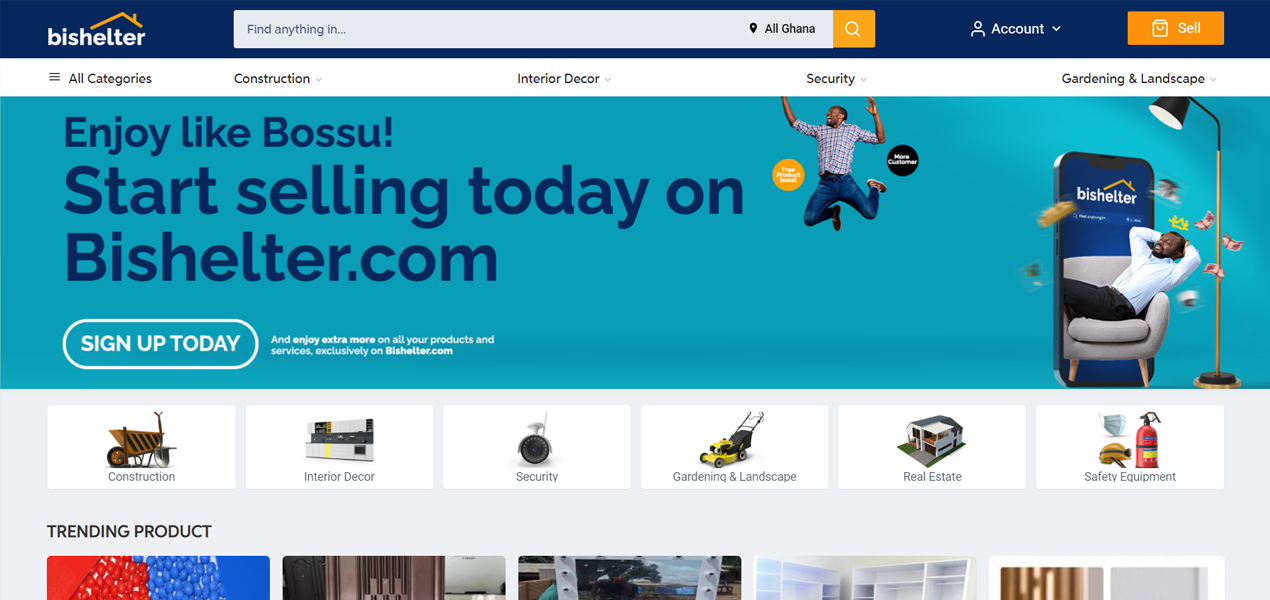 bishelter
Find anything in...
All Ghana
Account
Sell
All Categories
Construction
Interior Decor
Security
Gardening & Landscape
Enjoy like Bossu!
Start selling today on
Bishelter.com
Free
Product
Boost
More
Customer
bishelter
SIGN UP TODAY
And enjoy extra more on all your products and
services, exclusively on Bishelter.com
Construction
Interior Decor
Security
Gardening & Landscape
Real Estate
Safety Equipment
TRENDING PRODUCT